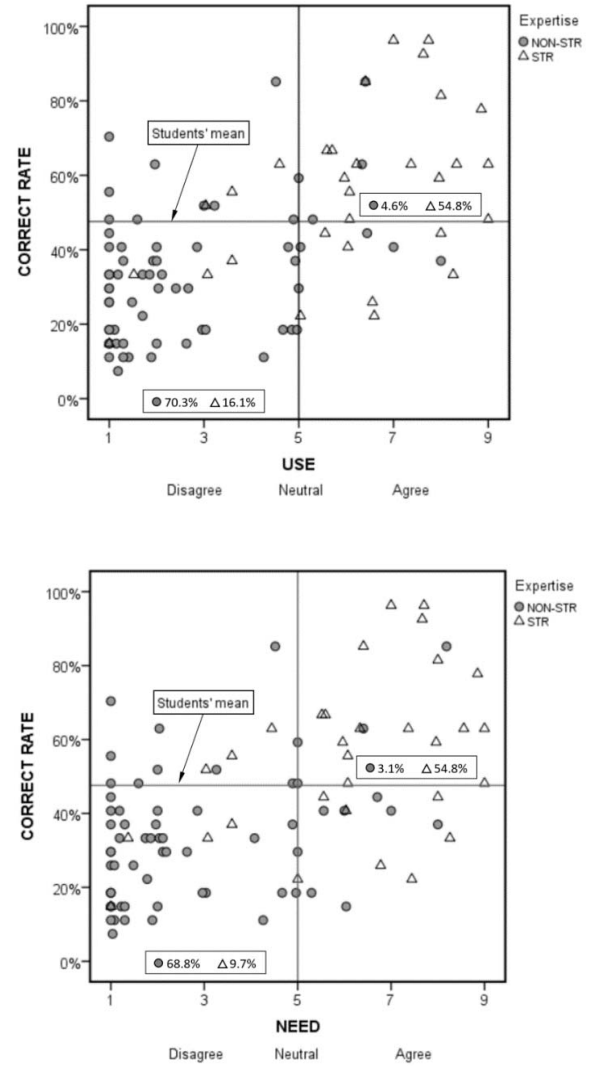 Expertise
NON-STR
STR
100%
80%
60%
40%
20%
0%
CORRECT RATE
Students' mean
4.6% 54.8%
70.3% 16.1%
1 3 5 7 9
USE
Disagree Neutral Agree
Expertise
NON-STR
STR
100%
80%
60%
40%
20%
0%
CORRECT RATE
Students' mean
3.1% 54.8%
68.8% 9.7%
1 3 5 7 9
NEED
Disagree Neutral Agree